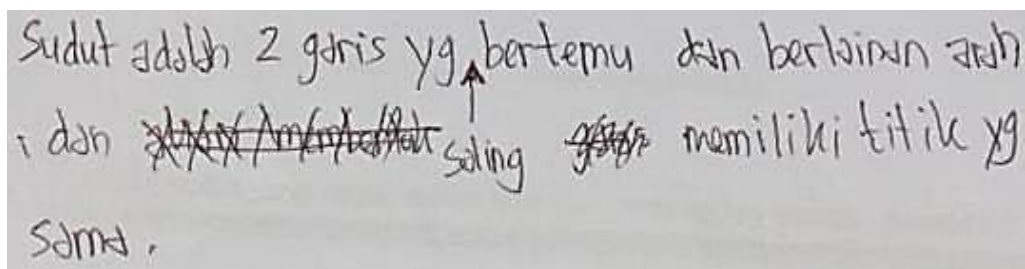 Sudut adalah 2 garis yg saling bertemu dan berlainan arah
; dan memiliki titik yg
sama.